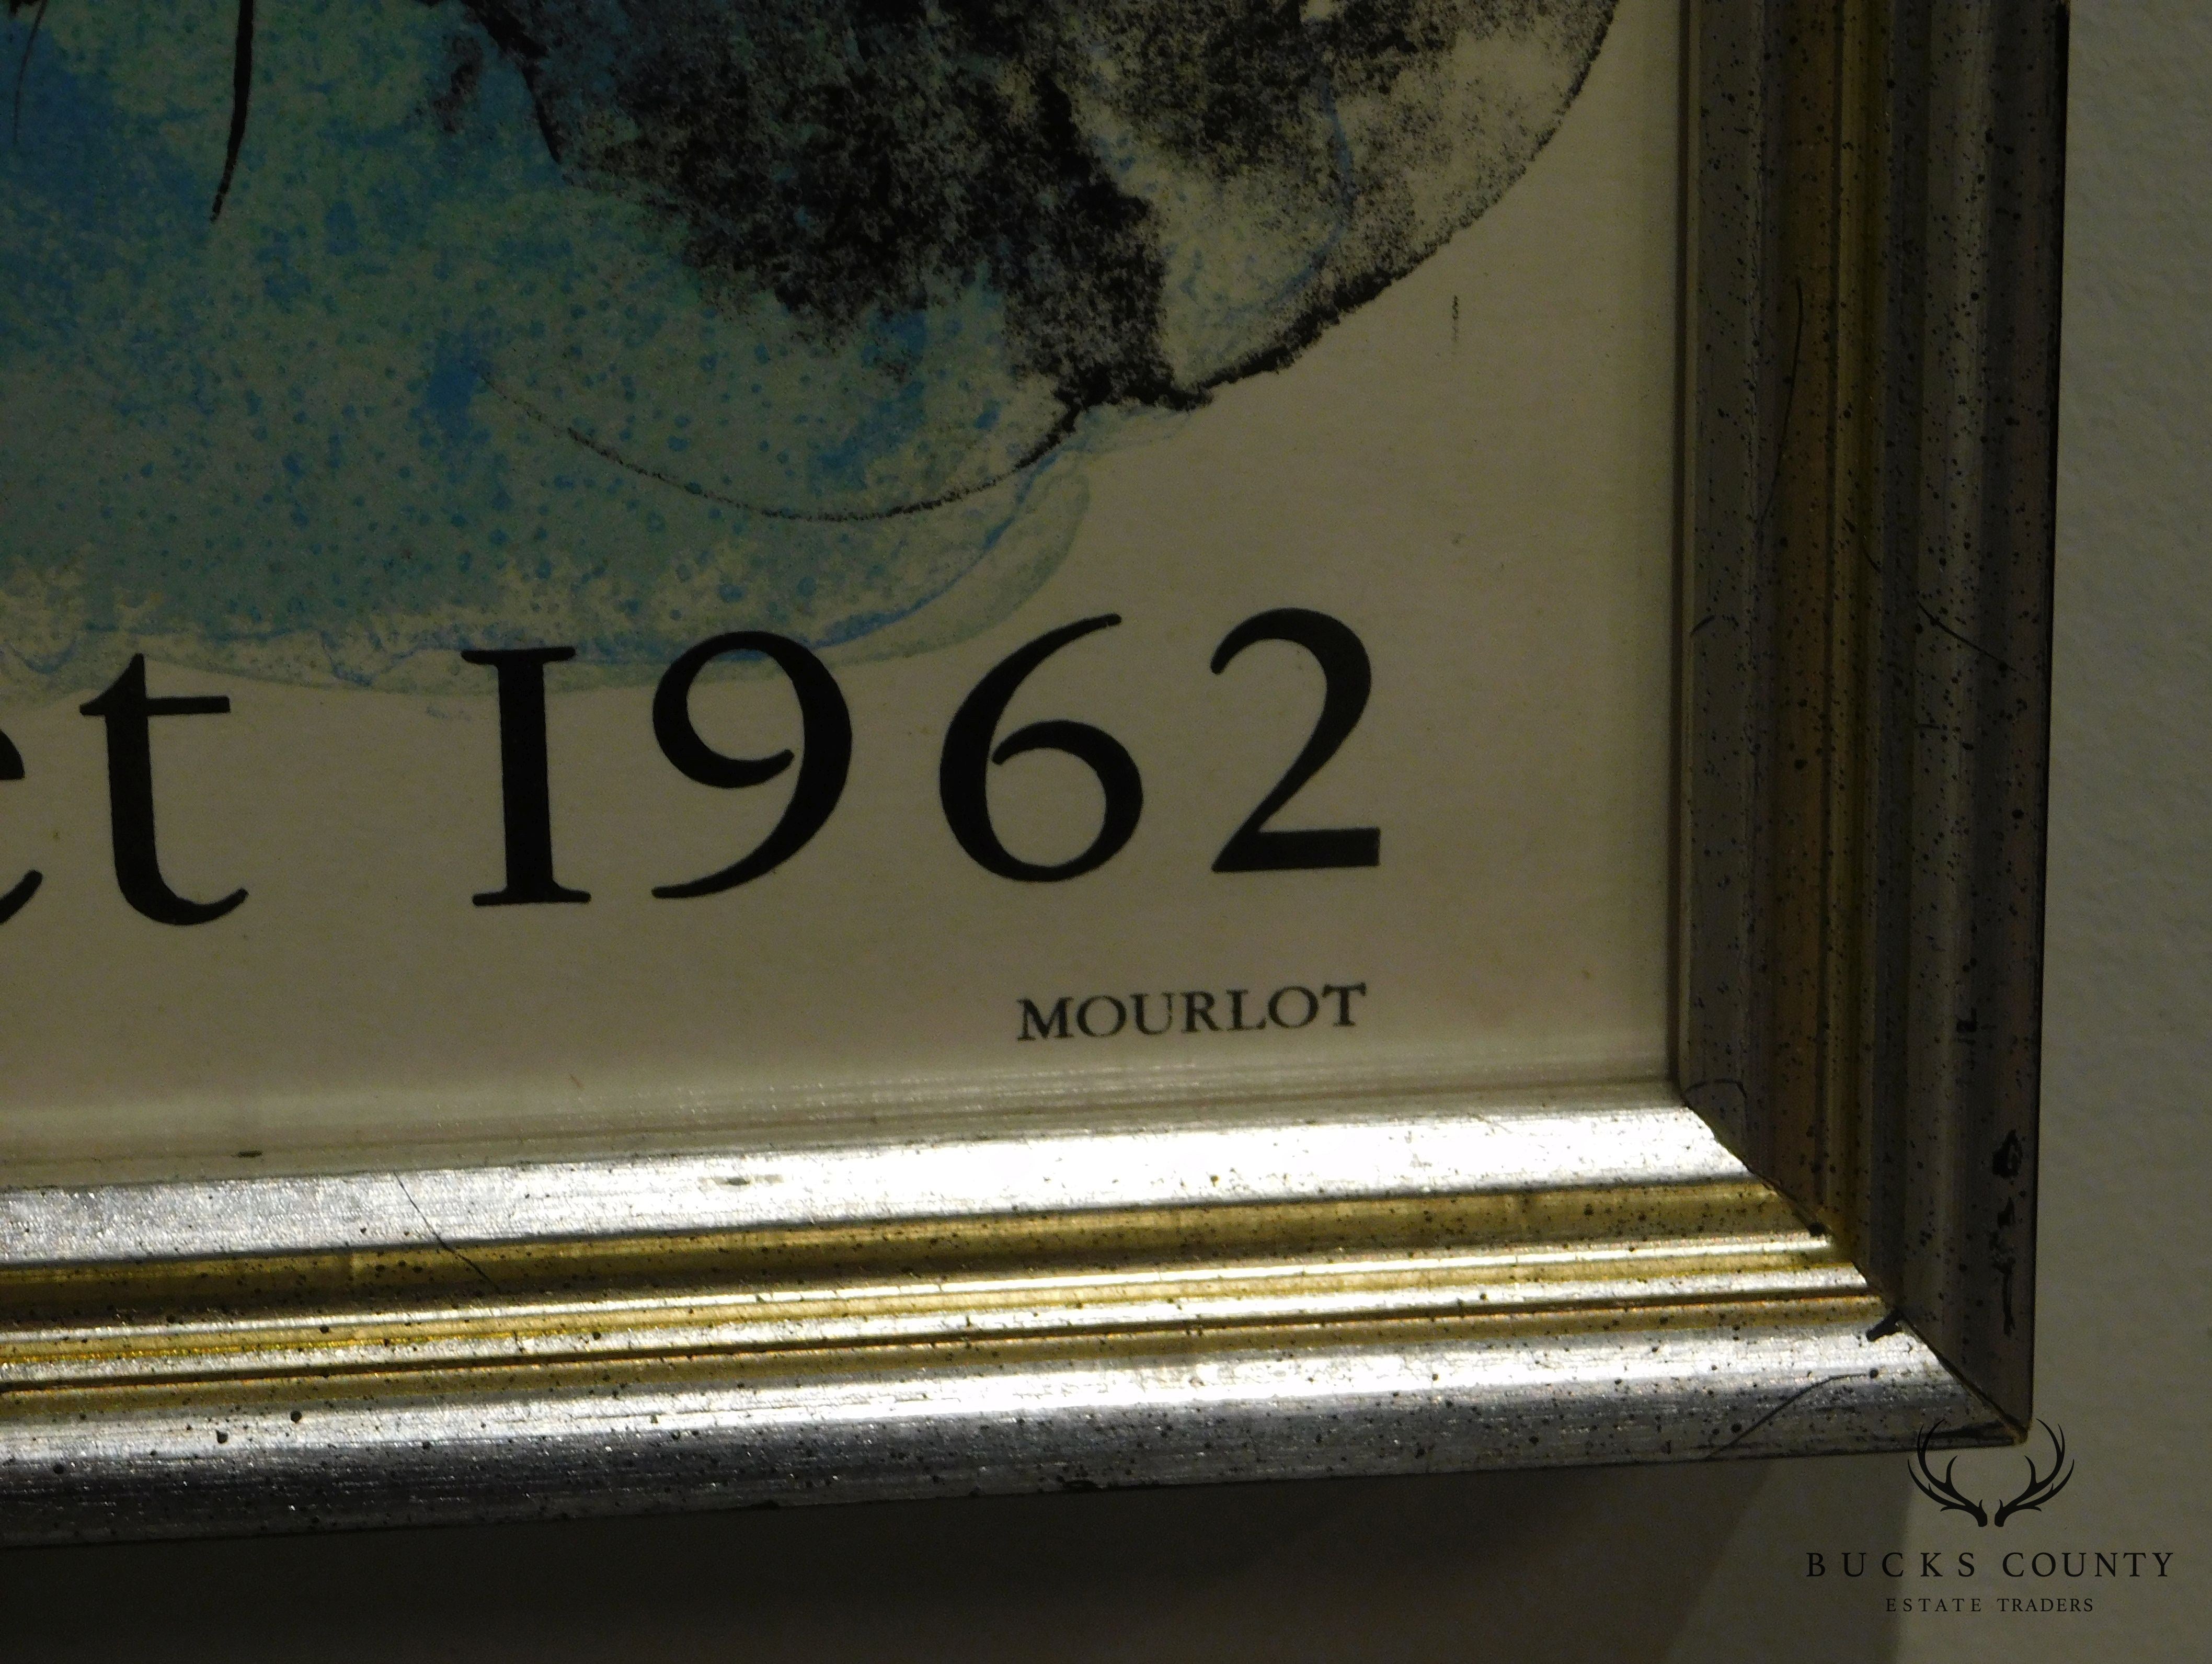 et 1962
MOURLOT
BUCKS COUNTY
ESTATE TRADERS